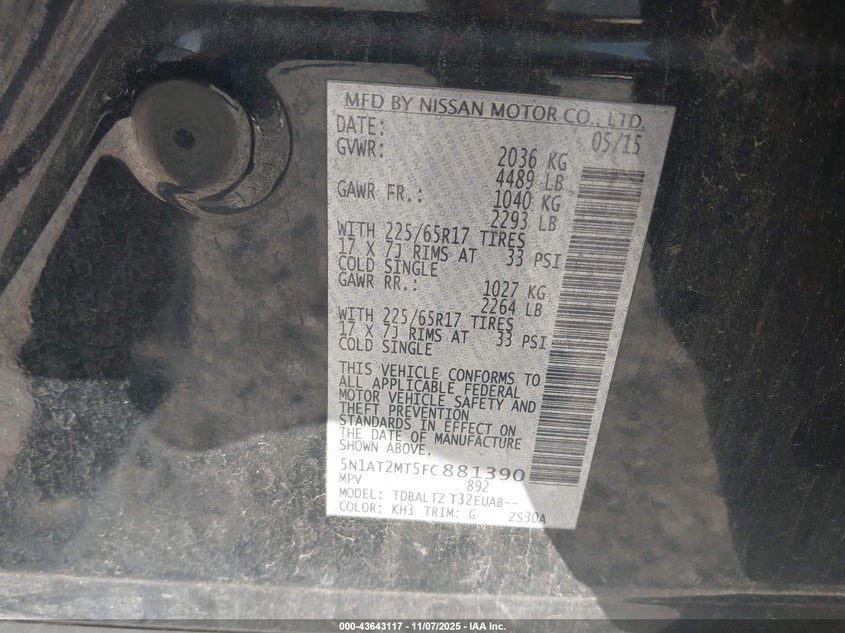 MFD BY NISSAN MOTOR CO., LTD.
DATE: 05/15
GVWR: 2036 KG
4489 LB
GAWR FR.: 1040 KG
2293 LB
WITH 225/65R17 TIRES
17 X 7J RIMS AT 33 PSI
COLD SINGLE
GAWR RR.: 1027 KG
2264 LB
WITH 225/65R17 TIRES
17 X 7J RIMS AT 33 PSI
COLD SINGLE
THIS VEHICLE CONFORMS TO
ALL APPLICABLE FEDERAL
MOTOR VEHICLE SAFETY AND
THEFT PREVENTION
STANDARDS IN EFFECT ON
THE DATE OF MANUFACTURE
SHOWN ABOVE.
5N1AT2MT5FC881390
MPV 892
MODEL: TDBALTZ T32EUAB--
COLOR: KH3 TRIM: G ZS30A
000-43643117 - 11/07/2025 - IAA Inc.